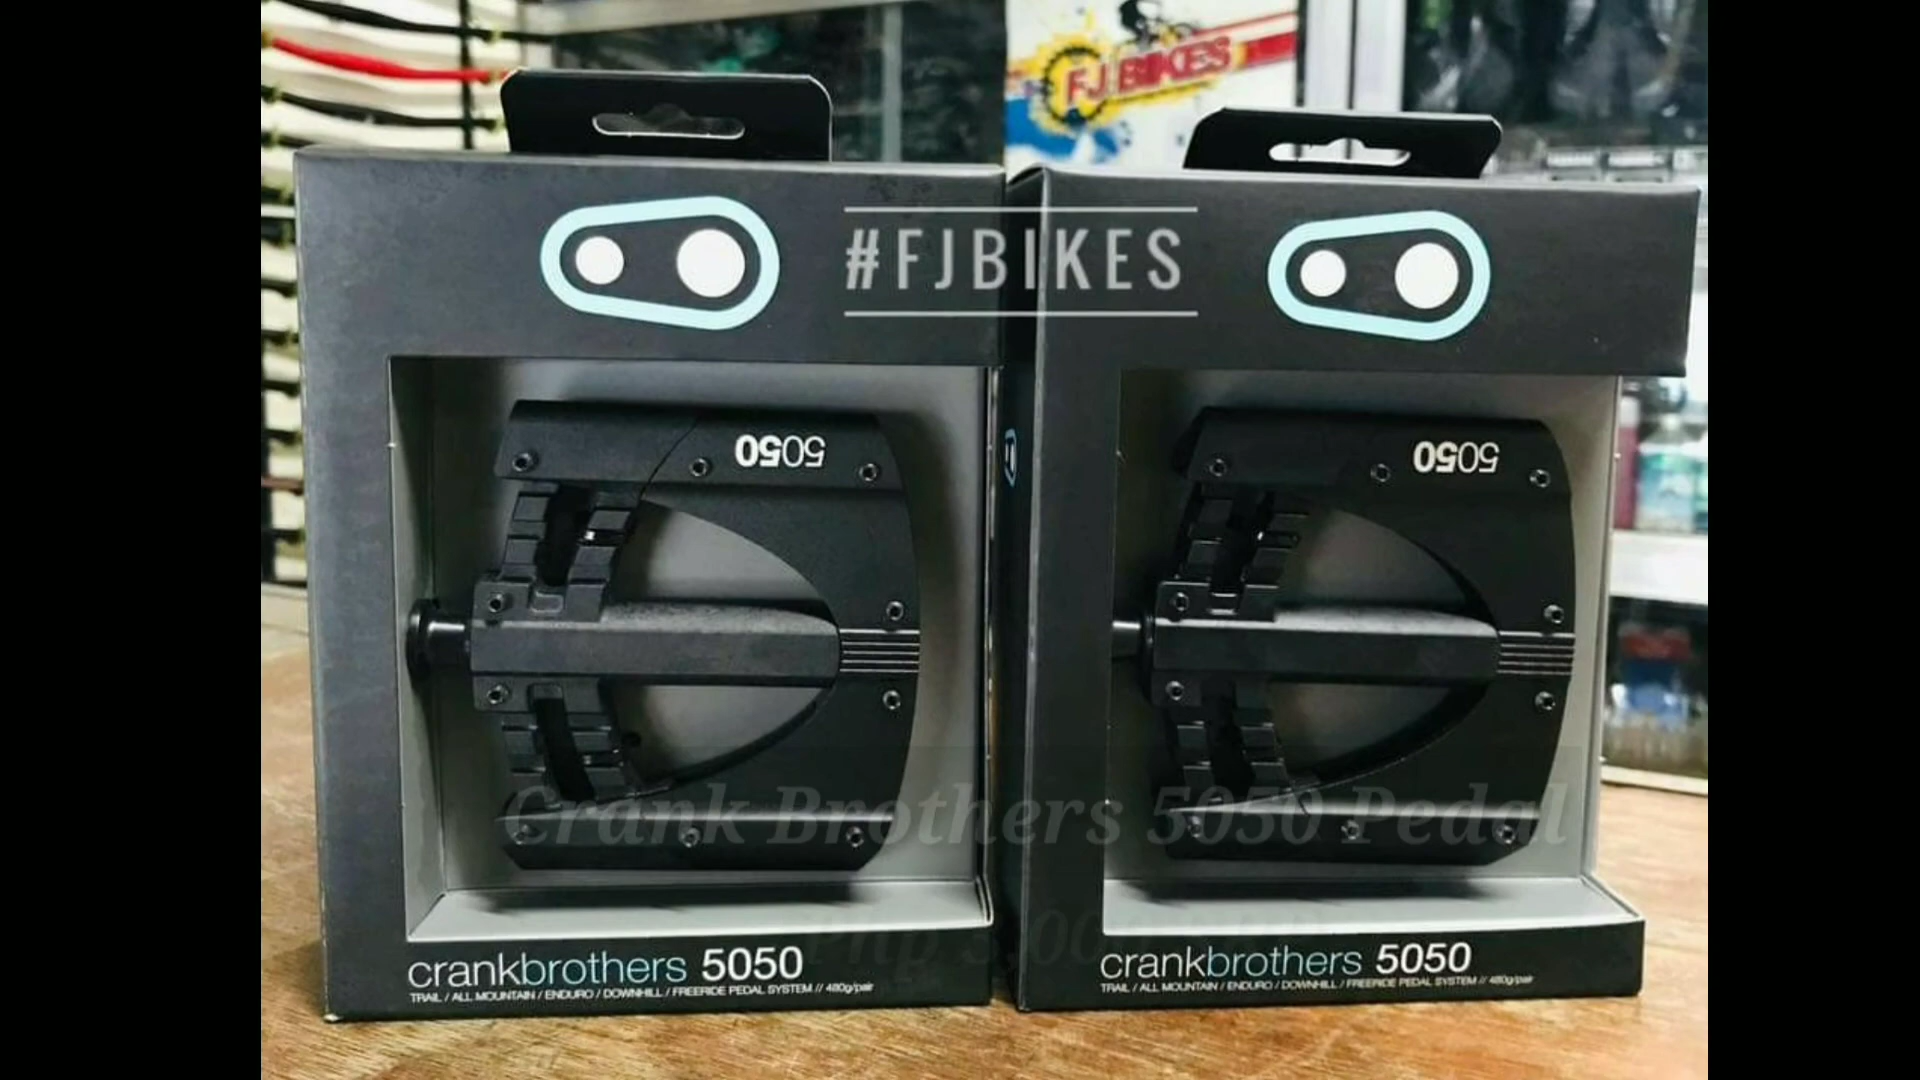 FJ BIKES
#FJBIKES
5050
5050
Crank Brothers 5050 Pedal
crankbrothers 5050
TRAIL / ALL MOUNTAIN / ENDURO / DOWNHILL / FREERIDE PEDAL SYSTEM // 480g/pair
crankbrothers 5050
TRAIL / ALL MOUNTAIN / ENDURO / DOWNHILL / FREERIDE PEDAL SYSTEM // 480g/pair